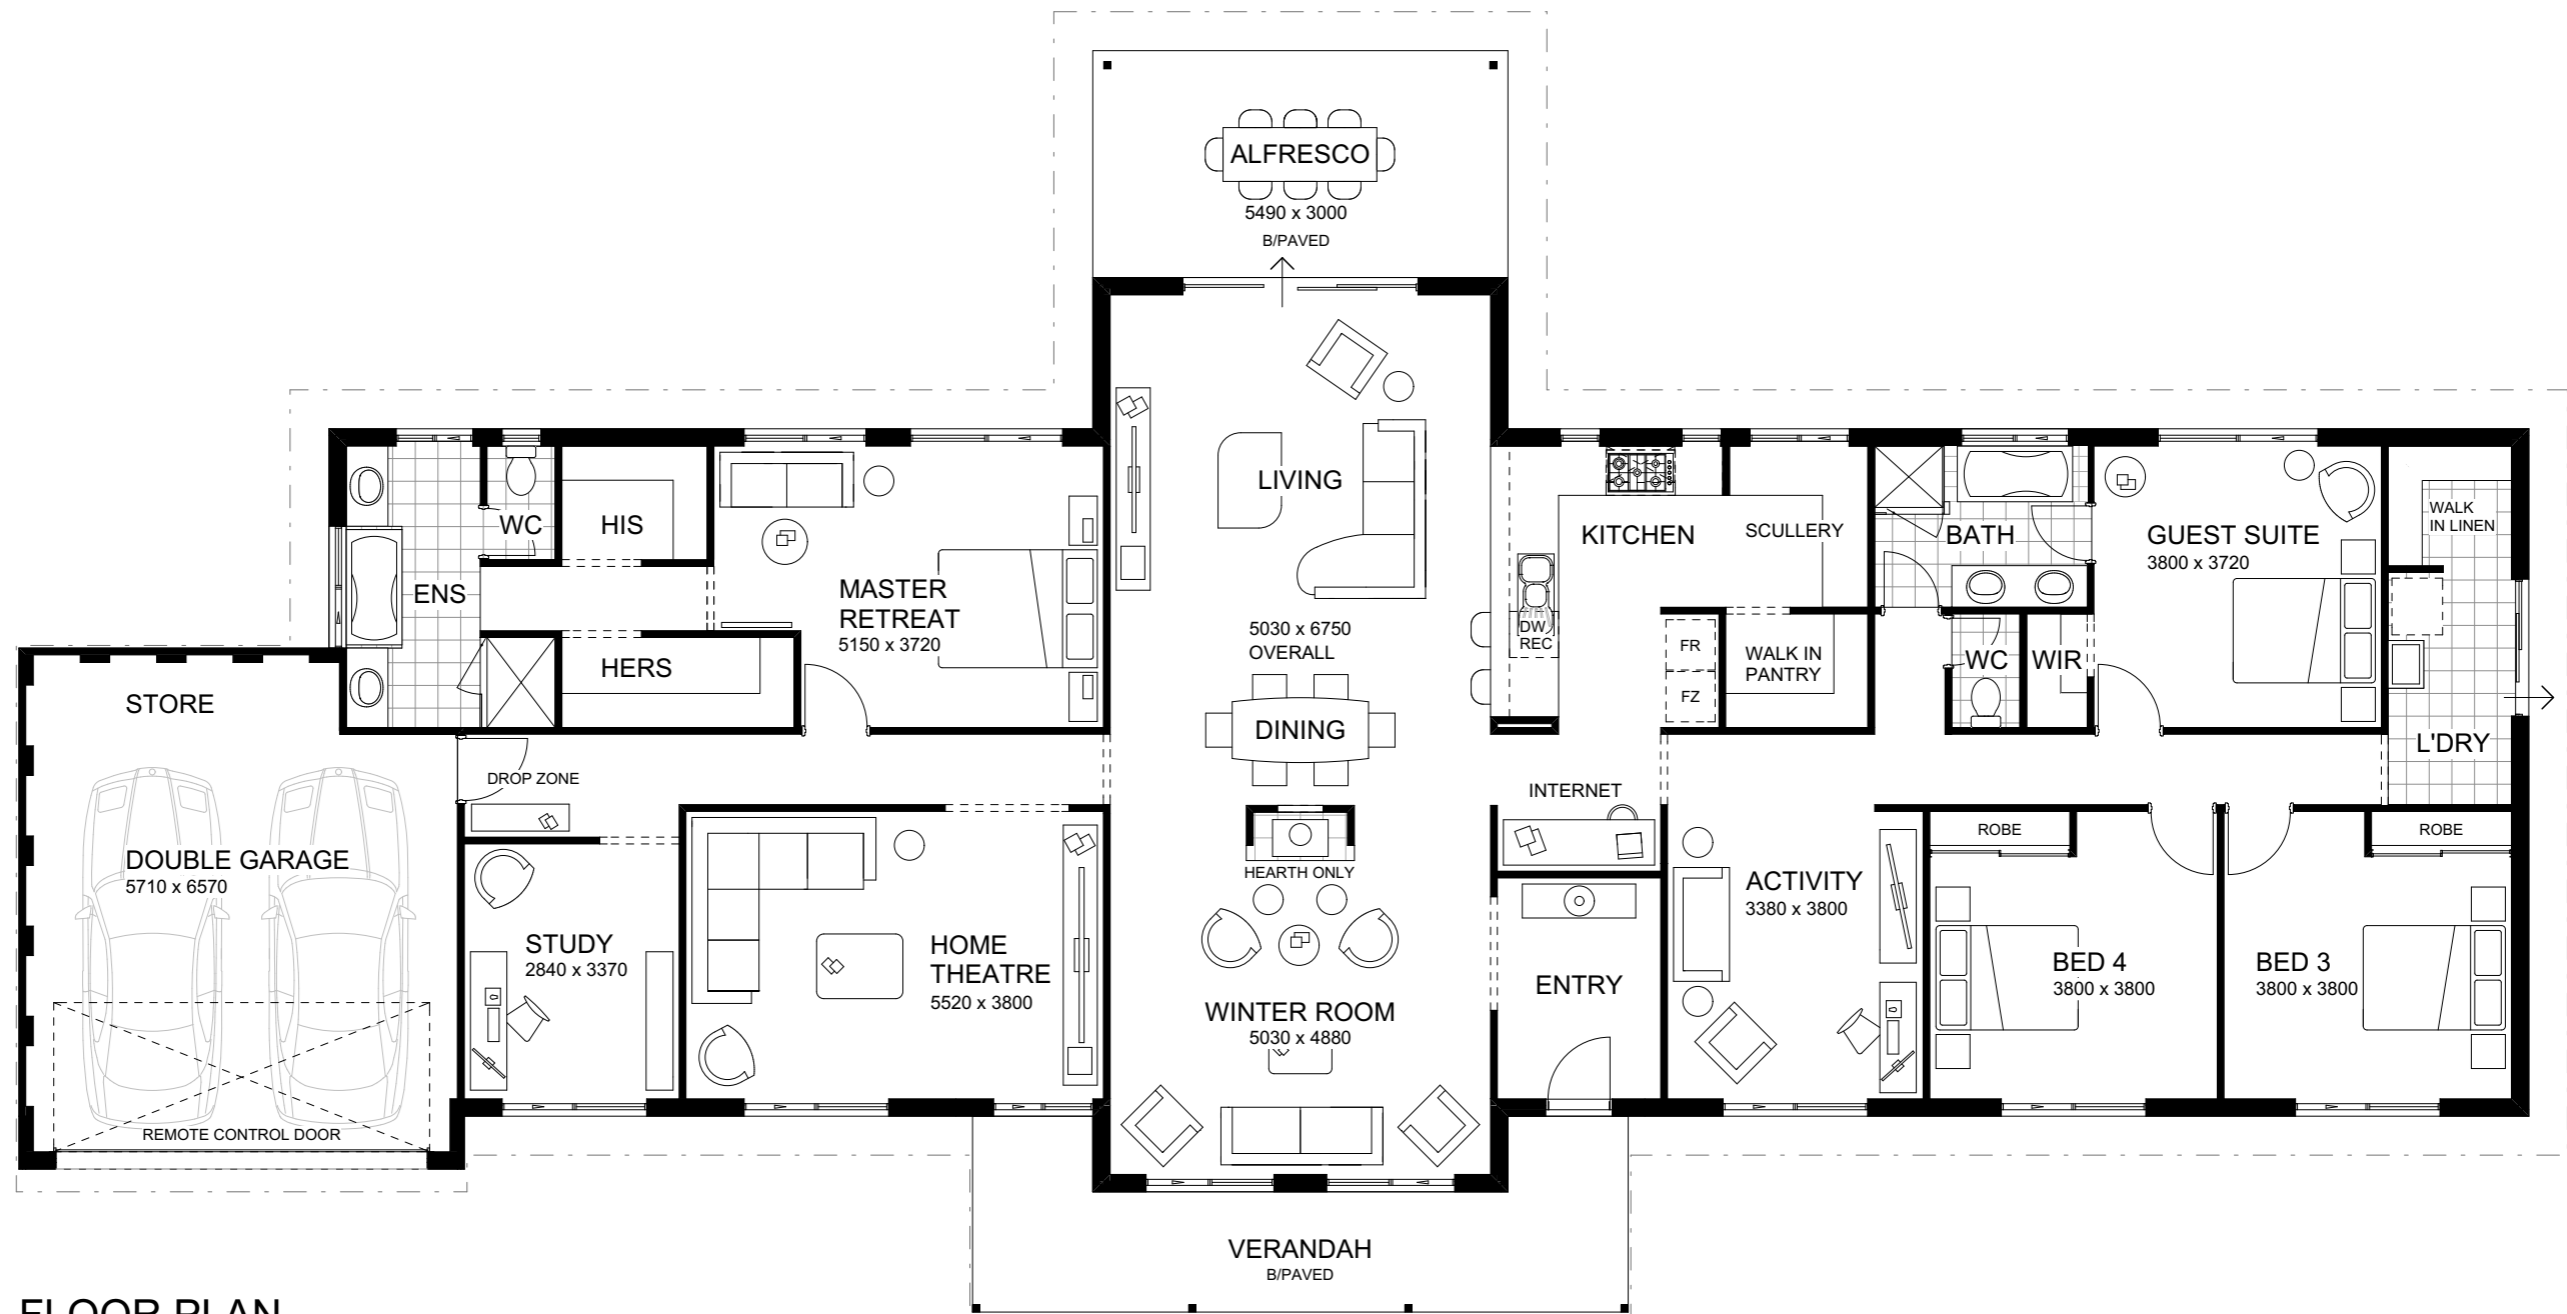 ALFRESCO
5490 x 3000
B/PAVED
LIVING
5030 x 6750
OVERALL
DINING
HEARTH ONLY
WINTER ROOM
5030 x 4880
VERANDAH
B/PAVED
ENS
WC
HIS
HERS
MASTER
RETREAT
5150 x 3720
STORE
DOUBLE GARAGE
5710 x 6570
REMOTE CONTROL DOOR
DROP ZONE
STUDY
2840 x 3370
HOME
THEATRE
5520 x 3800
KITCHEN
DW
REC
FR
FZ
SCULLERY
WALK IN
PANTRY
INTERNET
ENTRY
BATH
WC
WIR
GUEST SUITE
3800 x 3720
WALK
IN LINEN
L'DRY
ACTIVITY
3380 x 3800
ROBE
BED 4
3800 x 3800
ROBE
BED 3
3800 x 3800
FLOOR PLAN